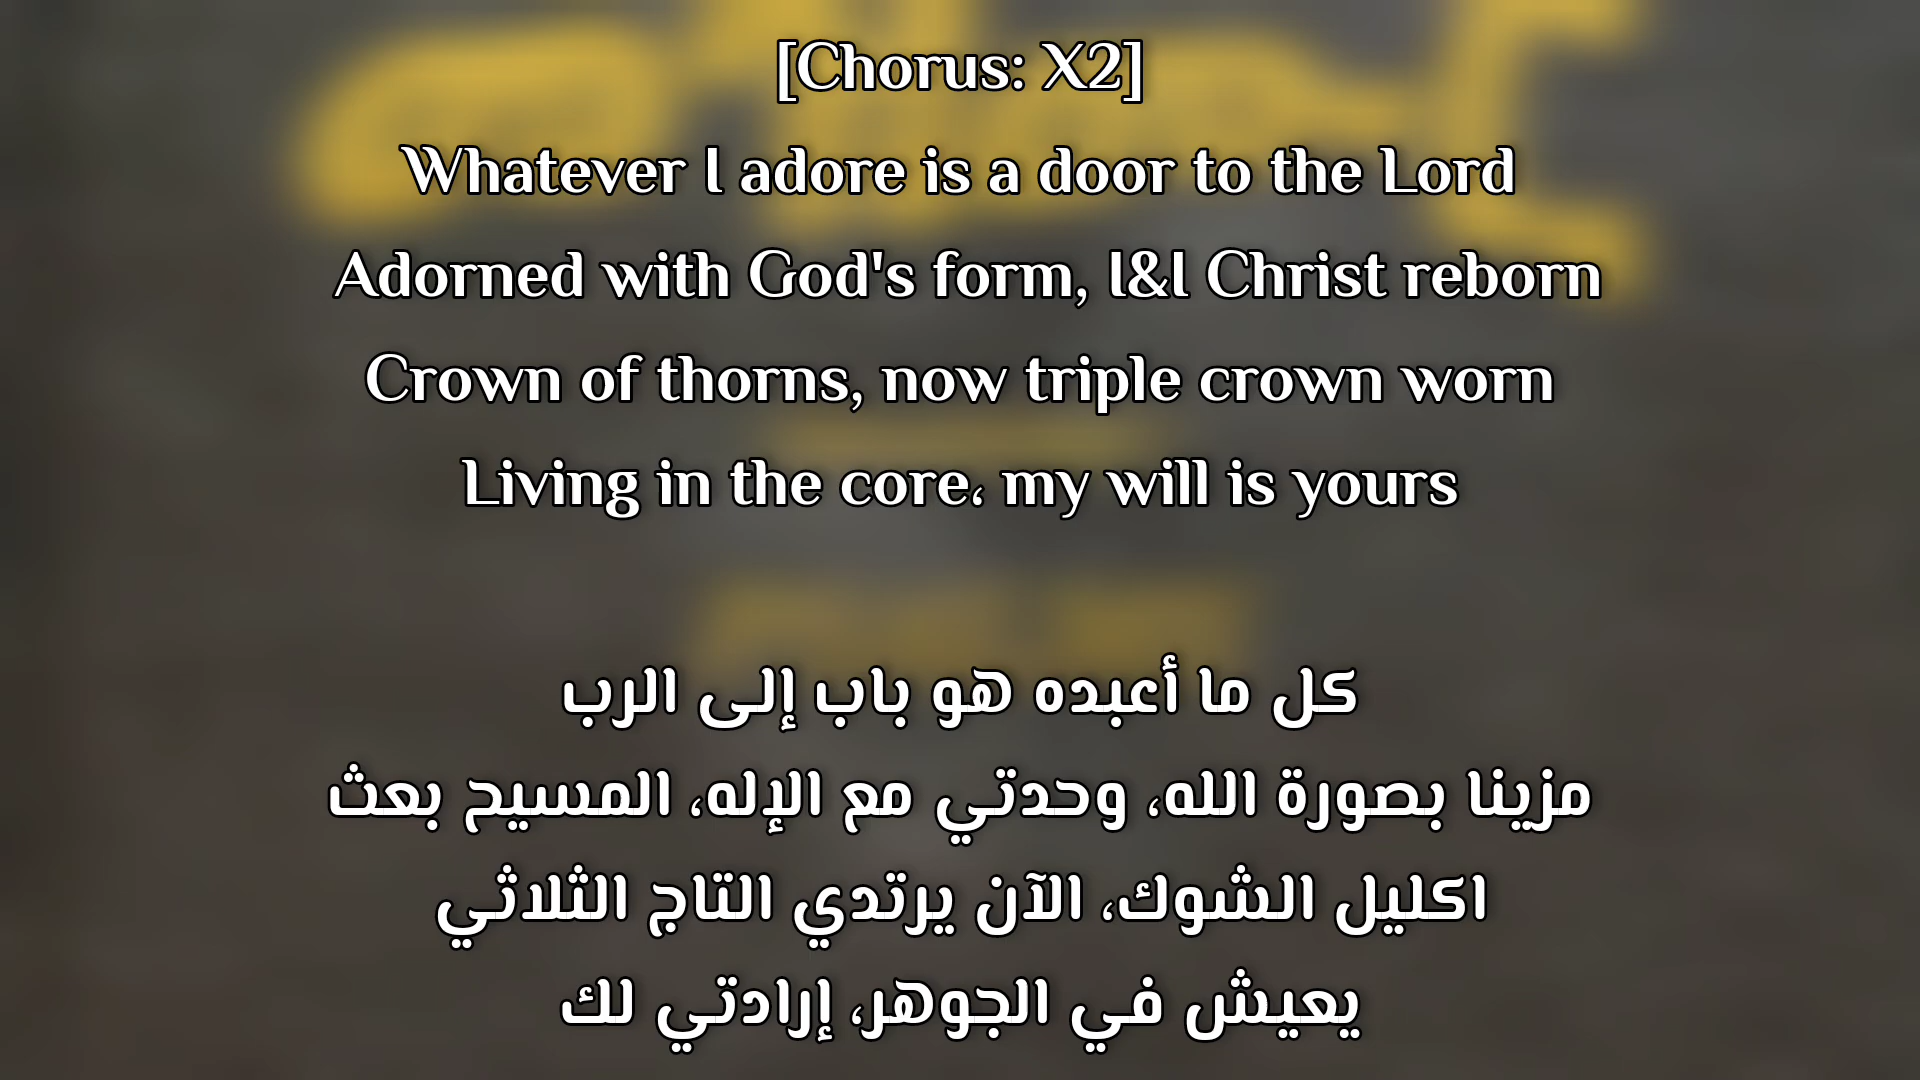 [Chorus: X2]
Whatever I adore is a door to the Lord
Adorned with God's form, I&I Christ reborn
Crown of thorns, now triple crown worn
Living in the core، my will is yours
كل ما أعبده هو باب إلى الرب
مزينا بصورة الله، وحدتي مع الإله، المسيح بعث
اكليل الشوك، الآن يرتدي التاج الثلاثي
يعيش في الجوهر، إرادتي لك